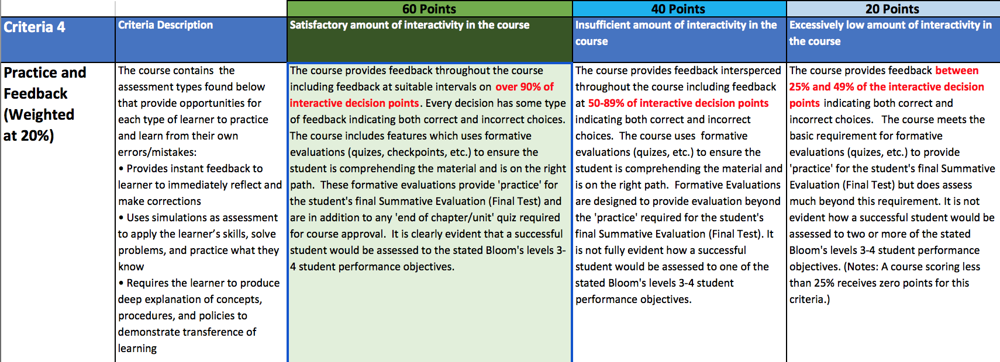 60 Points
40 Points
20 Points
Criteria 4
Criteria Description
Satisfactory amount of interactivity in the course
Insufficient amount of interactivity in the
course
Excessively low amount of interactivity in
the course
Practice and
Feedback
(Weighted
at 20%)
The course contains the
assessment types found below
that provide opportunities for
each type of learner to practice
and learn from their own
errors/mistakes:
• Provides instant feedback to
learner to immediately reflect and
make corrections
• Uses simulations as assessment
to apply the learner's skills, solve
problems, and practice what they
know
• Requires the learner to produce
deep explanation of concepts,
procedures, and policies to
demonstrate transference of
learning
The course provides feedback throughout the course
including feedback at suitable intervals on over 90% of
interactive decision points. Every decision has some type
of feedback indicating both correct and incorrect choices.
The course includes features which uses formative
evaluations (quizes, checkpoints, etc.) to ensure the
student is comprehending the material and is on the right
path. These formative evaluations provide 'practice' for
the student's final Summative Evaluation (Final Test) and
are in addition to any 'end of chapter/unit' quiz required
for course approval. It is clearly evident that a successful
student would be assessed to the stated Bloom's levels 3-
4 student performance objectives.
The course provides feedback intersperced
throughout the course including feedback
at 50-89% of interactive decision points
indicating both correct and incorrect
choices. The course uses formative
evaluations (quizes, etc.) to ensure the
student is comprehending the material and
is on the right path. Formative Evaluations
are designed to provide evaluation beyond
the 'practice' required for the student's
final Summative Evaluation (Final Test). It
is not fully evident how a successful
student would be assessed to one of the
stated Bloom's levels 3-4 student
performance objectives.
The course provides feedback between
25% and 49% of the interactive decision
points indicating both correct and
incorrect choices. The course meets the
basic requirement for formative
evaluations (quizes, etc.) to provide
'practice' for the student's final Summative
Evaluation (Final Test) but does assess
much beyond this requirement. It is not
evident how a successful student would be
assessed to two or more of the stated
Bloom's levels 3-4 student performance
objectives. (Notes: A course scoring less
than 25% receives zero points for this
criteria.)